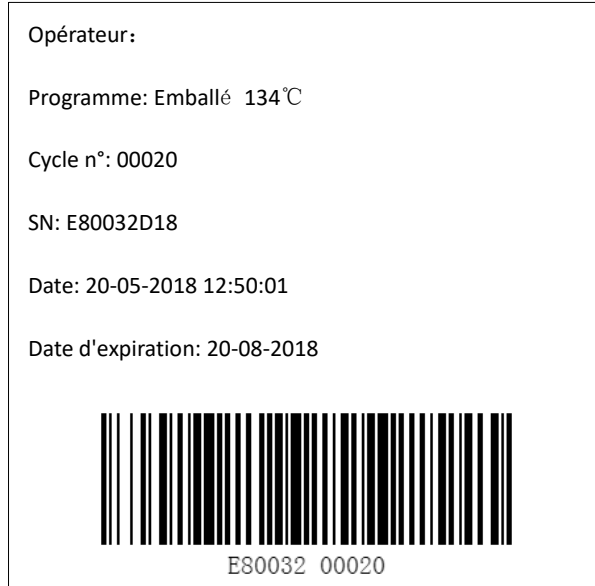 Opérateur：
Programme: Emballé 134℃
Cycle n°: 00020
SN: E80032D18
Date: 20-05-2018 12:50:01
Date d'expiration: 20-08-2018
E80032 00020